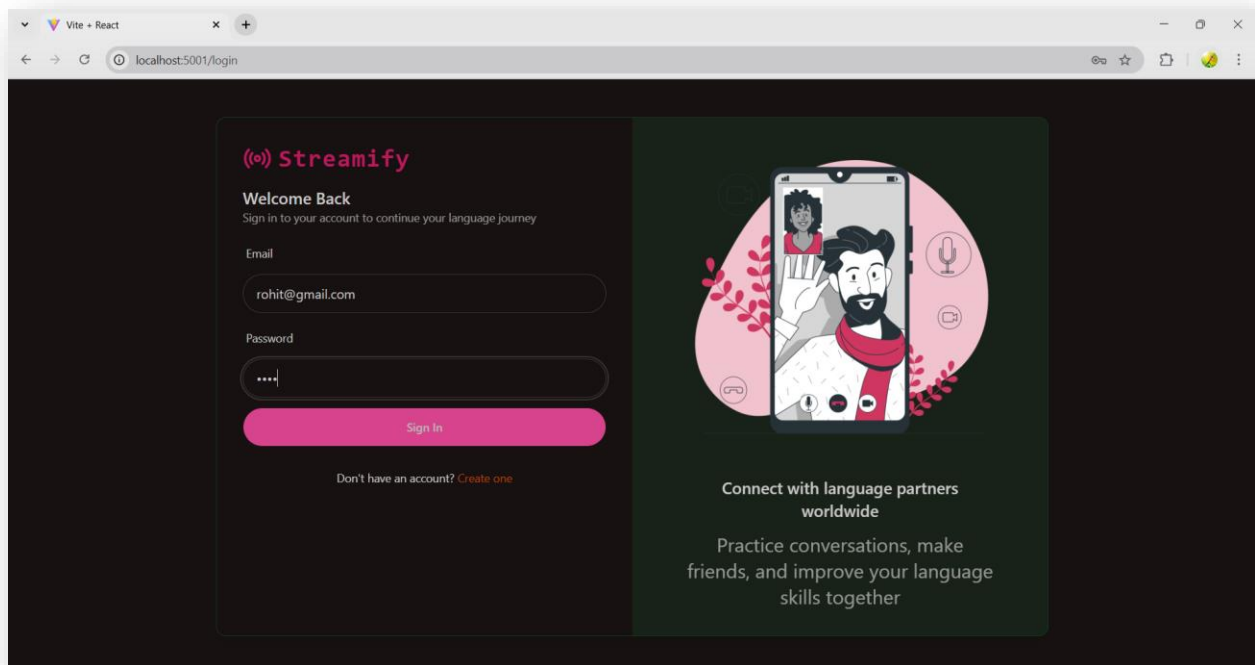 Vite + React
localhost:5001/login
Streamify
Welcome Back
Sign in to your account to continue your language journey
Email
rohit@gmail.com
Password
••••
Sign In
Don't have an account? Create one
Connect with language partners
worldwide
Practice conversations, make
friends, and improve your language
skills together